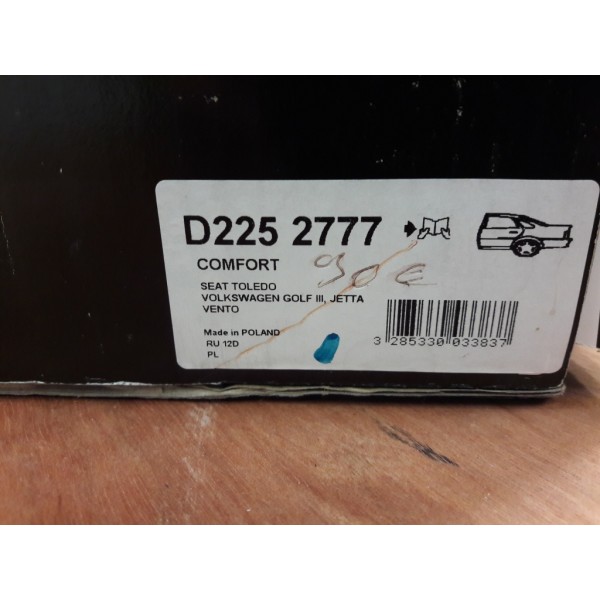 D225 2777
COMFORT
90€
SEAT TOLEDO
VOLKSWAGEN GOLF III, JETTA
VENTO
Made in POLAND
RU 12D
PL
3 285330 033837